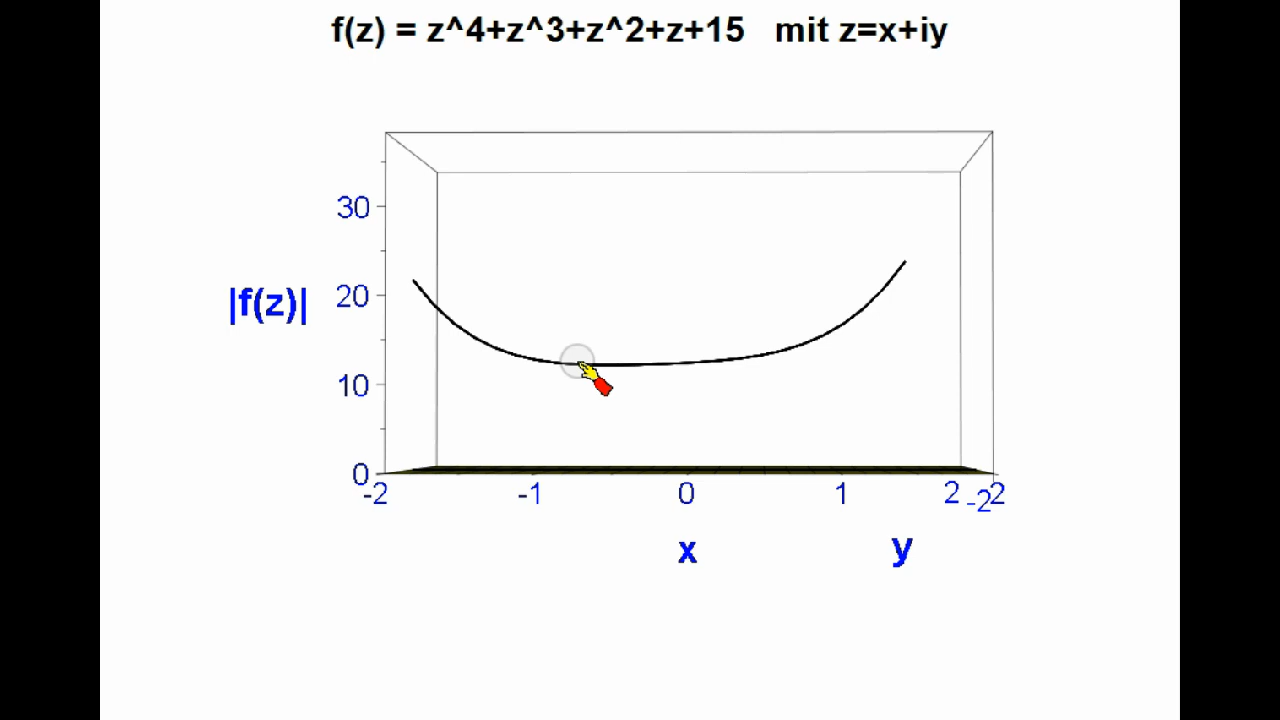 f(z) = z^4+z^3+z^2+z+15 mit z=x+iy
30
|f(z)|
20
10
0
-2 -1 0 1 2 -2 2
x y